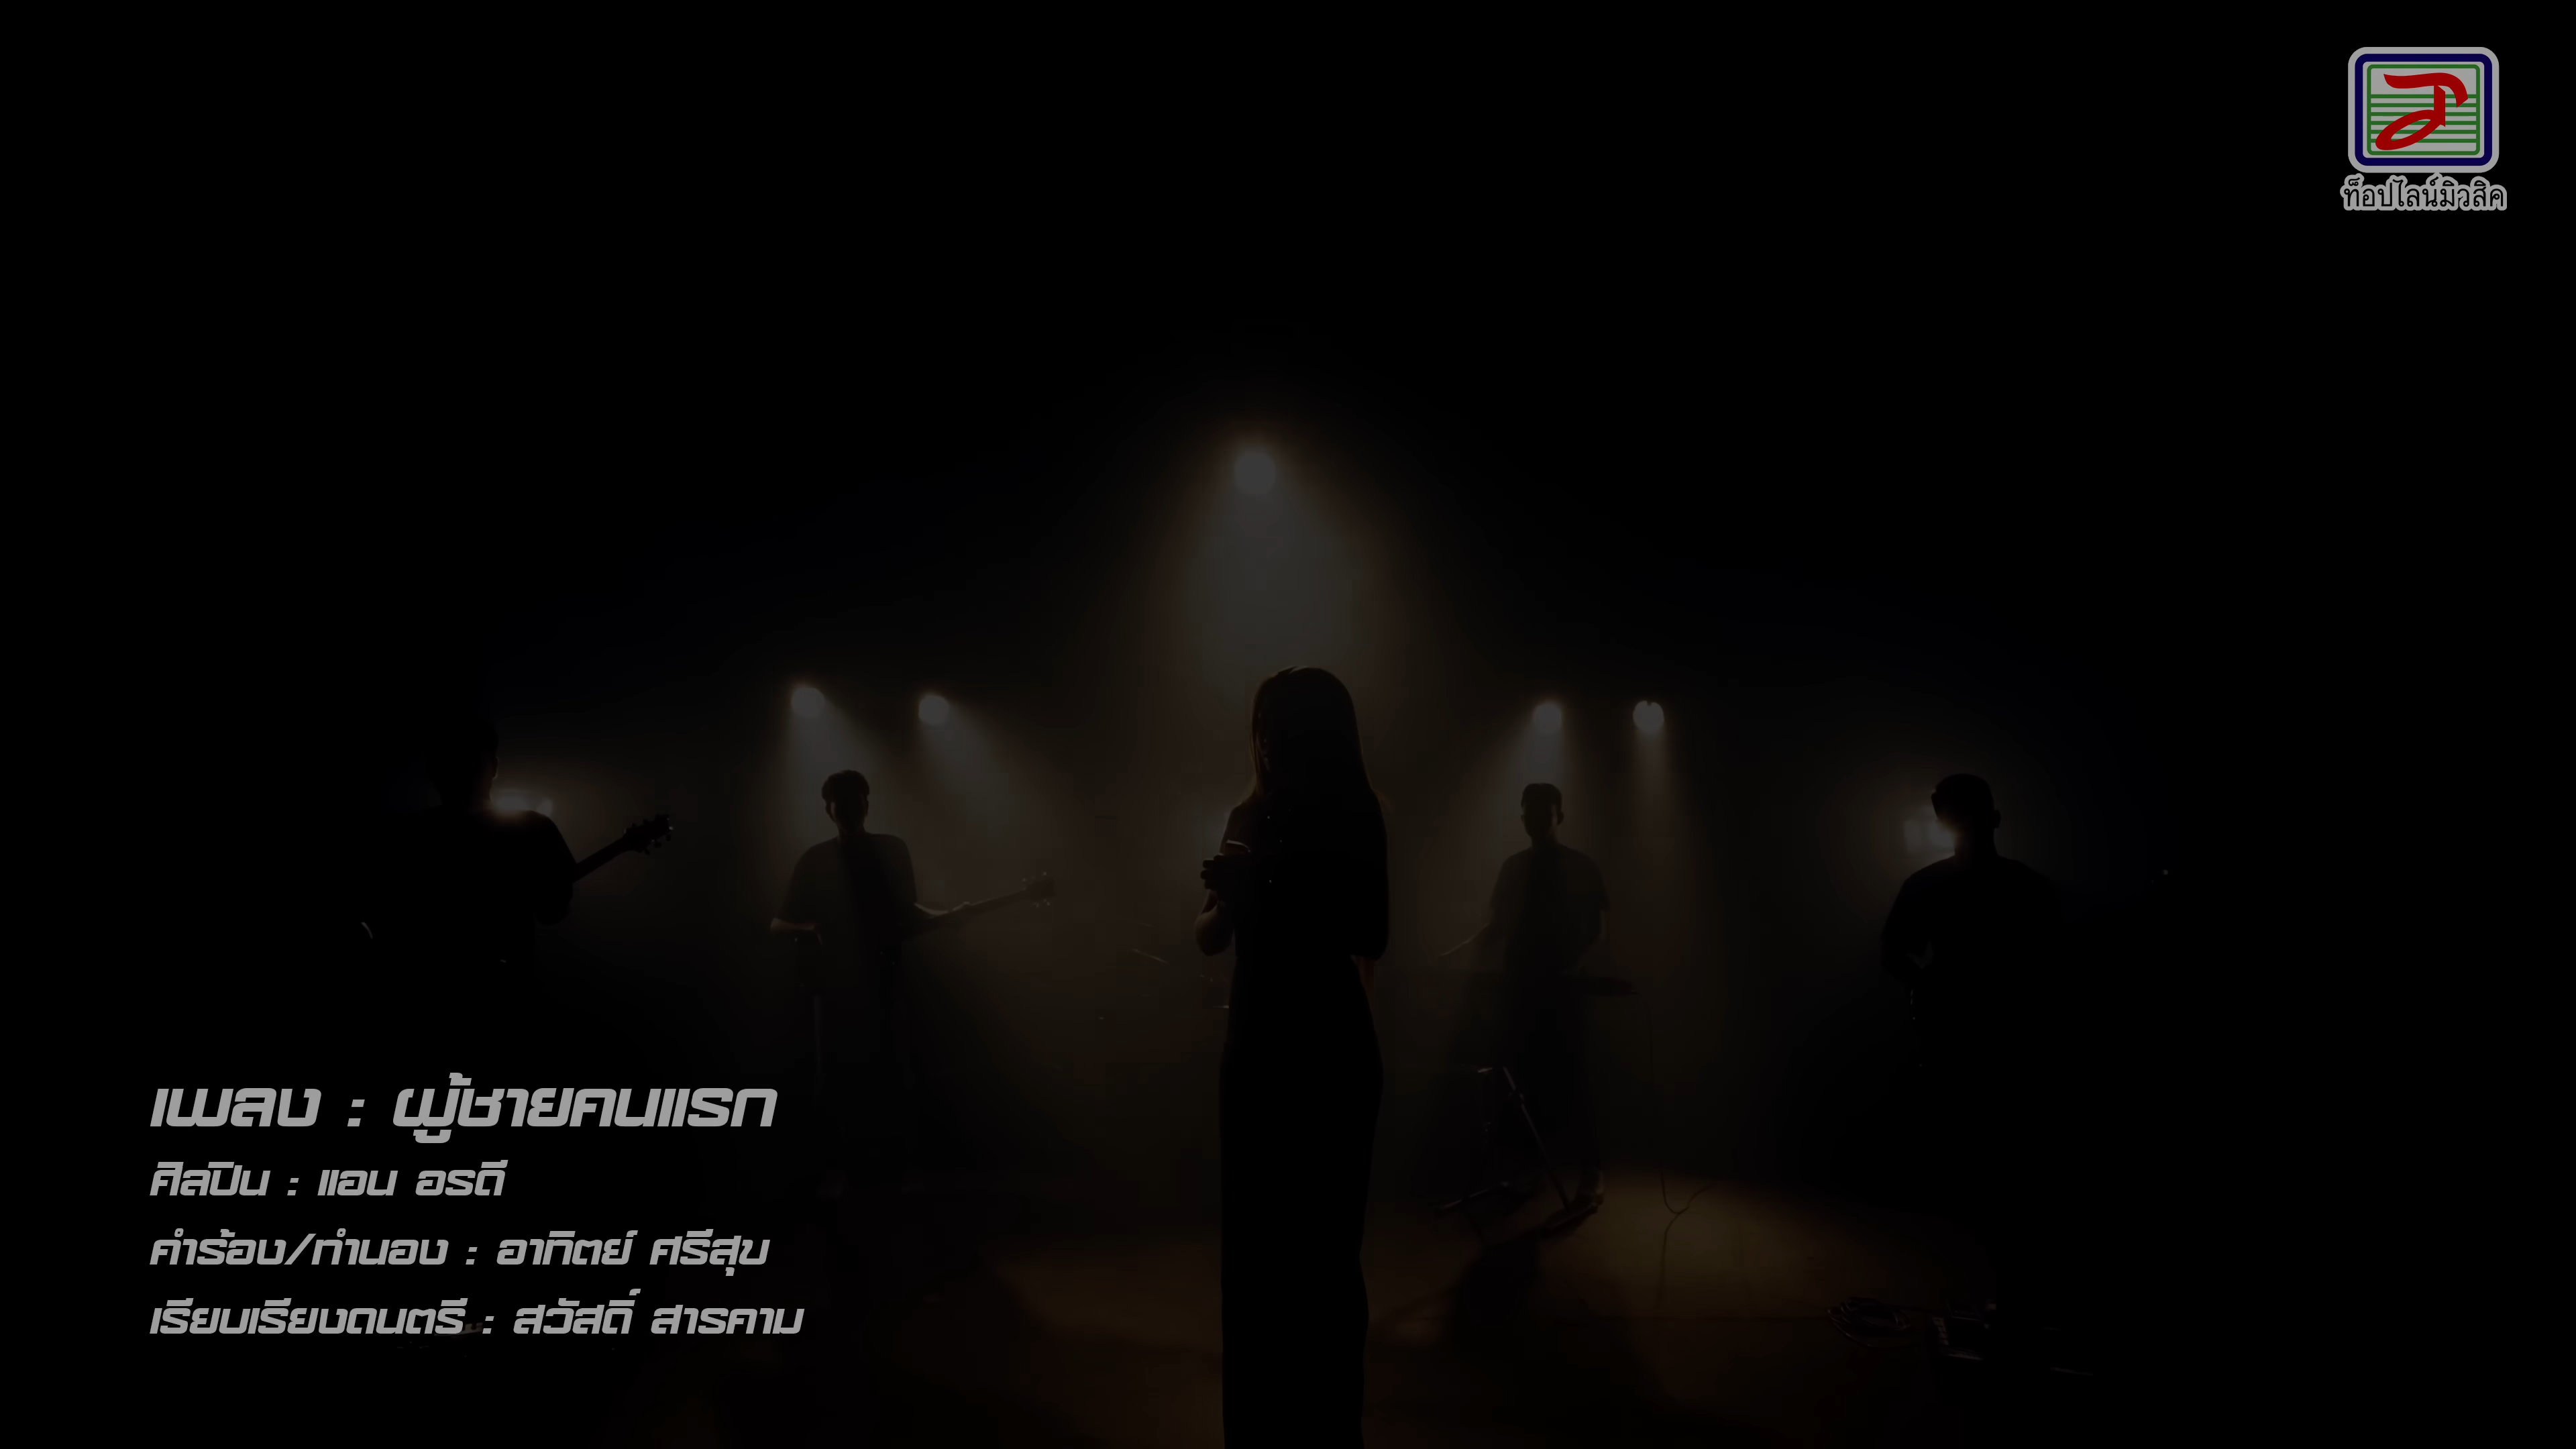 ท็อปไลน์มิวสิค
เพลง : ผู้ชายคนแรก
ศิลปิน : แอน อรดี
คำร้อง/ทำนอง : อาทิตย์ ศรีสุข
เรียบเรียงดนตรี : สวัสดิ์ สารคาม